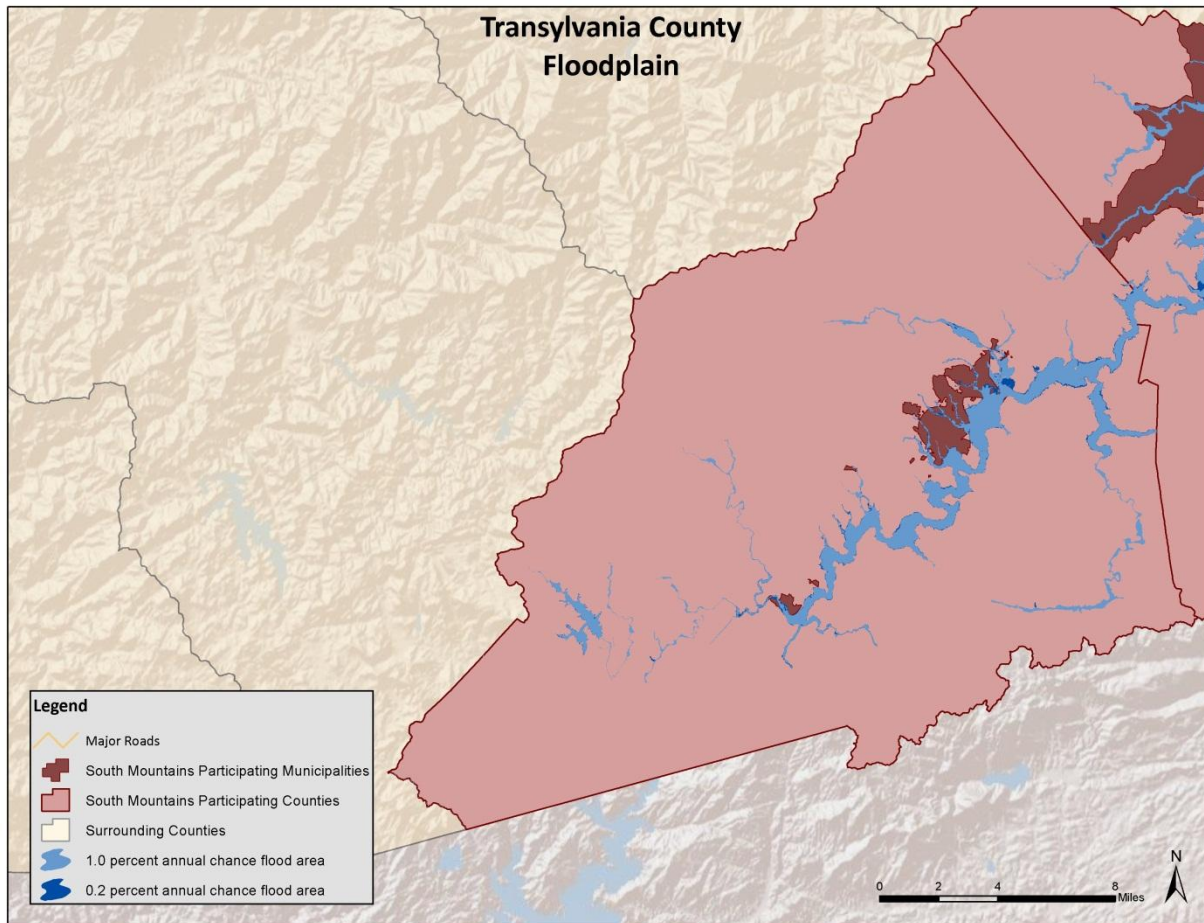 Transylvania County
Floodplain
Legend
Major Roads
South Mountains Participating Municipalities
South Mountains Participating Counties
Surrounding Counties
1.0 percent annual chance flood area
0.2 percent annual chance flood area
N
0 2 4 8
Miles